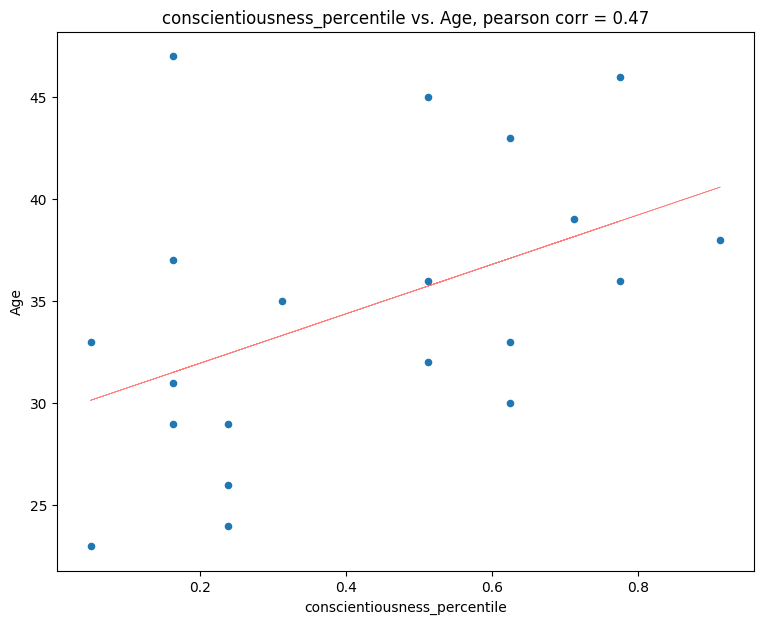 conscientiousness_percentile vs. Age, pearson corr = 0.47
45
40
Age
35
30
25
0.2 0.4 0.6 0.8
conscientiousness_percentile